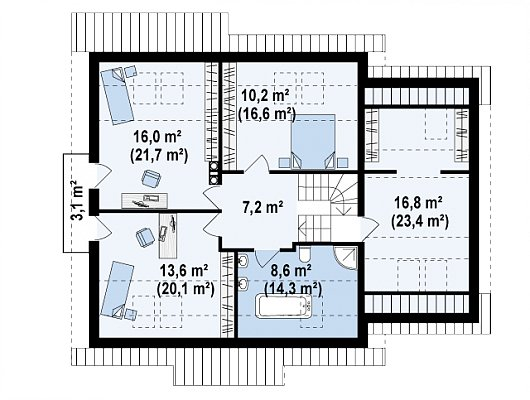 10,2 m²
(16,6 m²)
16,0 m²
(21,7 m²)
3,1 m²
7,2 m²
16,8 m²
(23,4 m²)
13,6 m²
(20,1 m²)
8,6 m²
(14,3 m²)